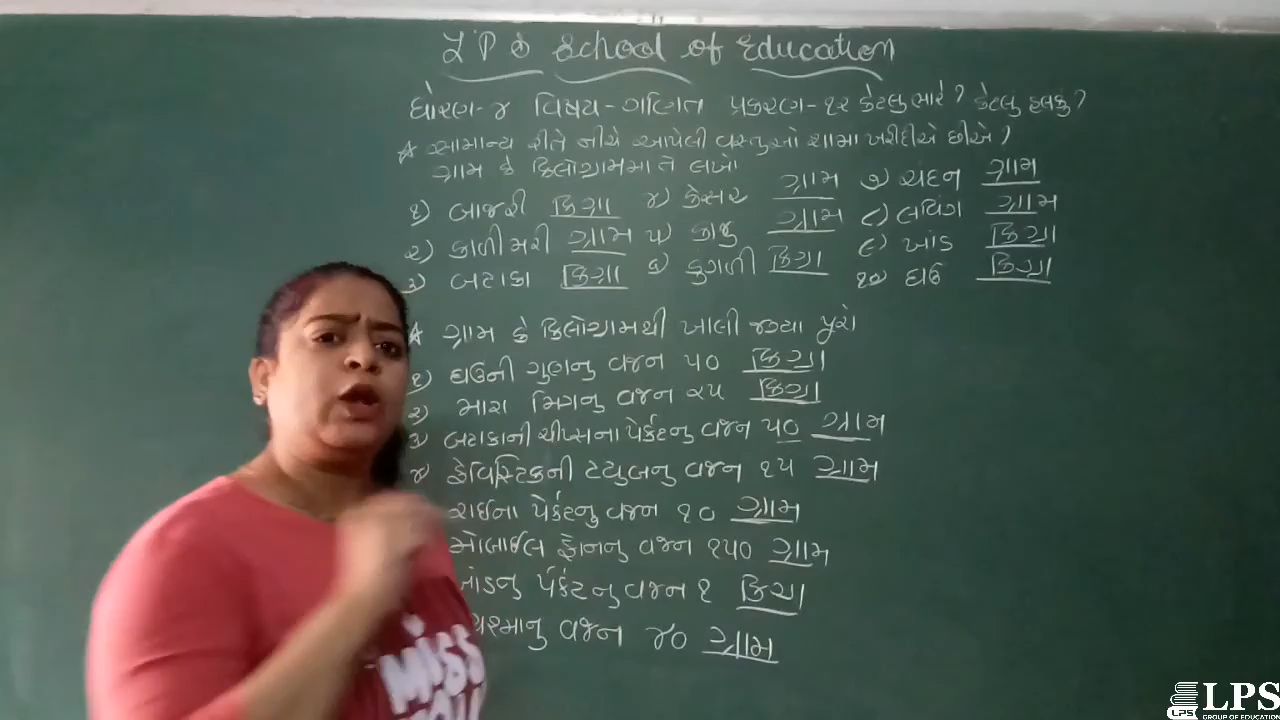 LPS School of Education
ધોરણ-૪ વિષય-ગણિત પ્રકરણ-૧૨ કેટલુ ભારે? કેટલુ હલકુ?
* સામાન્ય રીતે નીચે આપેલી વસ્તુઓ શામા ખરીદીએ છીએ?
ગ્રામ કે કિલોગ્રામમા તે લખો
૧) બાજરી કિગ્રા ૪) કેસર ગ્રામ ૭) ચંદન ગ્રામ
૨) કાળી મરી ગ્રામ ૫) કાજુ ગ્રામ ૮) લવિંગ ગ્રામ
૩) બટાકા કિગ્રા ૬) ડુંગળી કિગ્રા ૯) ખાંડ કિગ્રા
૧૦) ઘઉં કિગ્રા
* ગ્રામ કે કિલોગ્રામથી ખાલી જગ્યા પુરો
૧) ઘઉંની ગુણનુ વજન ૫૦ કિગ્રા
૨) મારા મિત્રનુ વજન ૨૫ કિગ્રા
૩) બટાકાની ચીપ્સના પેકેટનુ વજન ૫૦ ગ્રામ
૪) ફેવિસ્ટિકની ટ્યુબનુ વજન ૧૫ ગ્રામ
રાઈના પેકેટનુ વજન ૧૦ ગ્રામ
મોબાઈલ ફોનનુ વજન ૧૫૦ ગ્રામ
ખાંડનુ પેકેટનુ વજન ૧ કિગ્રા
ચશ્માનુ વજન ૪૦ ગ્રામ
MISS
LPS
GROUP OF EDUCATION